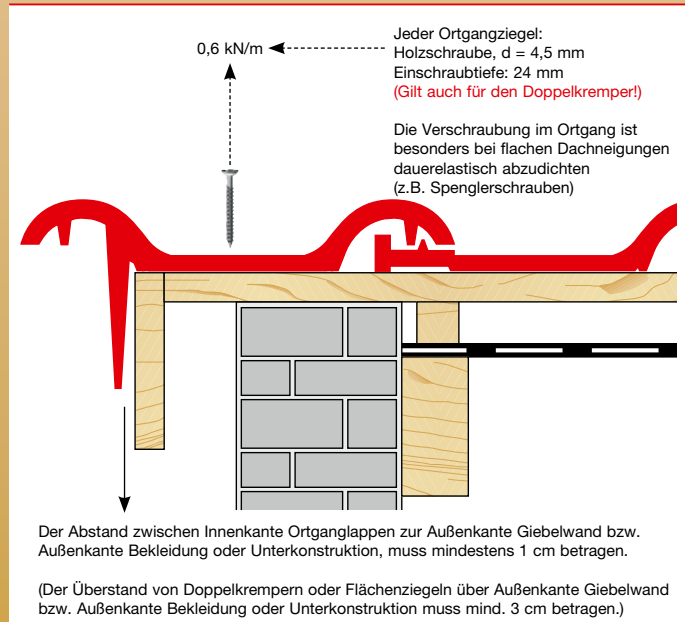 0,6 kN/m
Jeder Ortgangziegel:
Holzschraube, d = 4,5 mm
Einschraubtiefe: 24 mm
(Gilt auch für den Doppelkremper!)
Die Verschraubung im Ortgang ist
besonders bei flachen Dachneigungen
dauerelastisch abzudichten
(z.B. Spenglerschrauben)
Der Abstand zwischen Innenkante Ortganglappen zur Außenkante Giebelwand bzw.
Außenkante Bekleidung oder Unterkonstruktion, muss mindestens 1 cm betragen.
(Der Überstand von Doppelkrempern oder Flächenziegeln über Außenkante Giebelwand
bzw. Außenkante Bekleidung oder Unterkonstruktion muss mind. 3 cm betragen.)